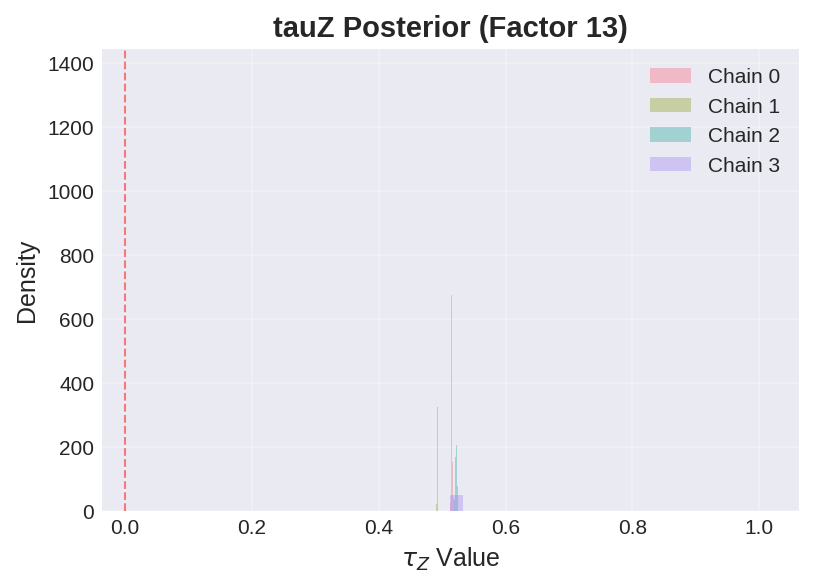 tauZ Posterior (Factor 13)
1400
1200
1000
800
600
400
200
0
Density
Chain 0
Chain 1
Chain 2
Chain 3
0.0 0.2 0.4 0.6 0.8 1.0
τ_Z Value